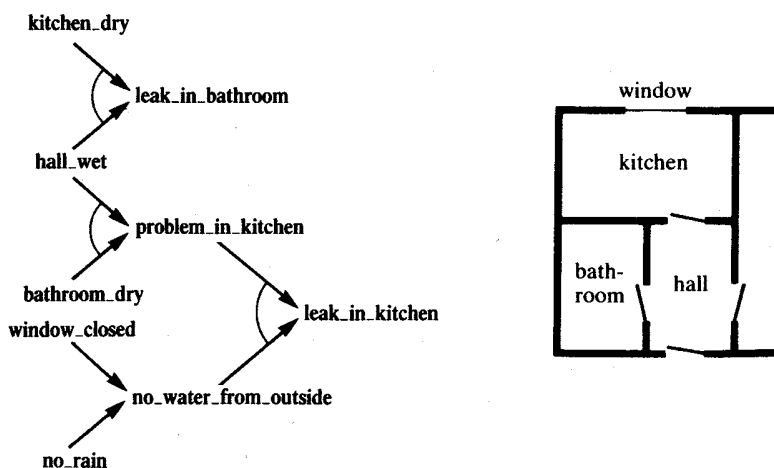 kitchen_dry
leak_in_bathroom
hall_wet
problem_in_kitchen
bathroom_dry
window_closed
leak_in_kitchen
no_water_from_outside
no_rain
window
kitchen
bath-
room
hall